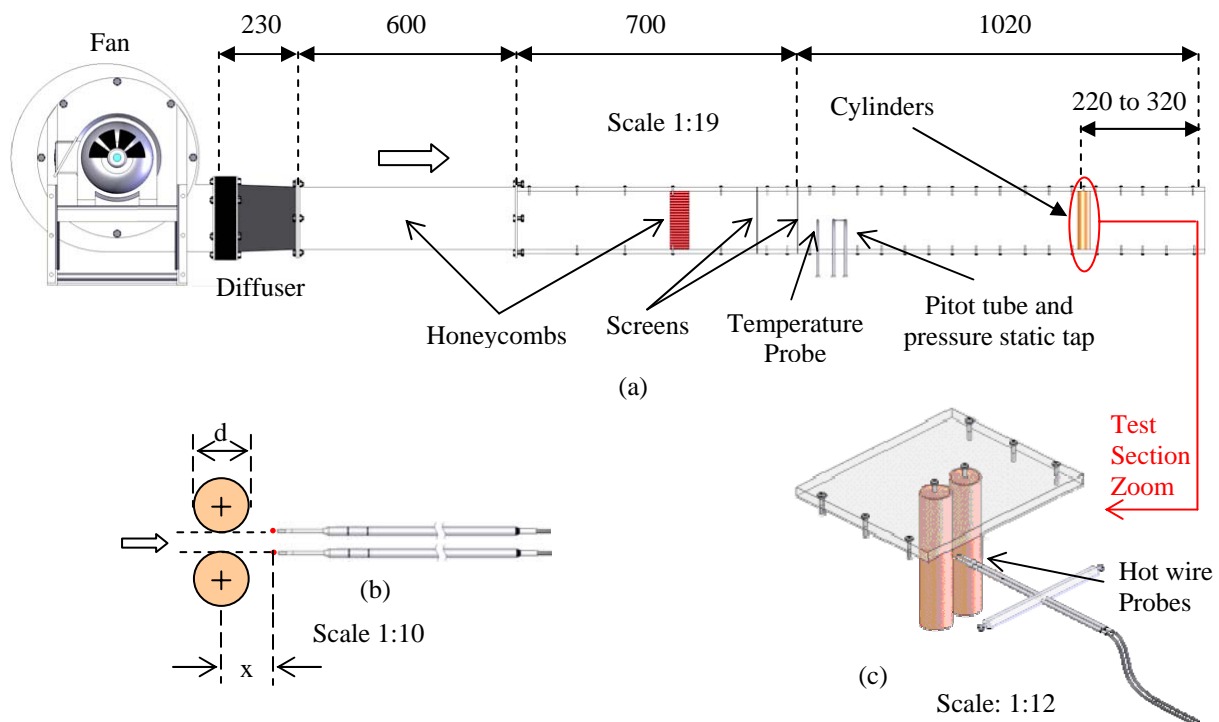 230
600
700
1020
Fan
Scale 1:19
Cylinders
220 to 320
Diffuser
Honeycombs
Screens
Temperature
Probe
Pitot tube and
pressure static tap
(a)
d
(b)
Scale 1:10
x
Test
Section
Zoom
Hot wire
Probes
(c)
Scale: 1:12